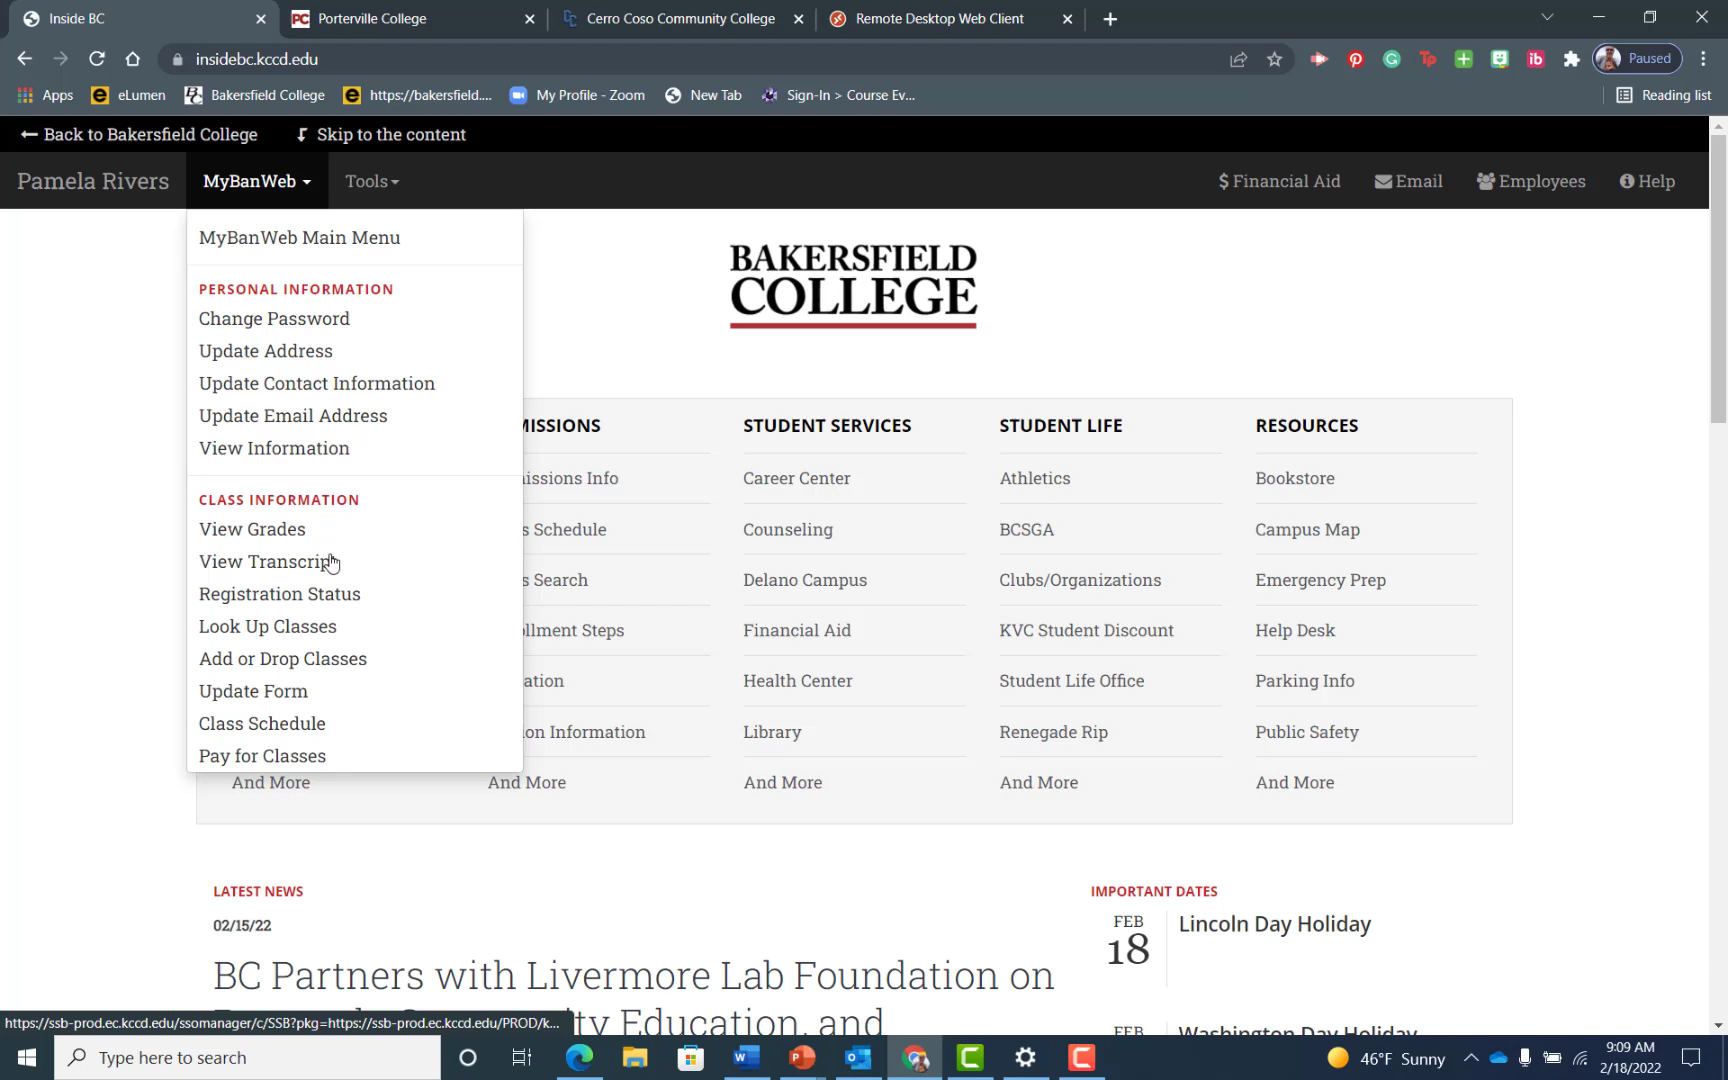 Inside BC
Porterville College
Cerro Coso Community College
Remote Desktop Web Client
insidebc.kccd.edu
Paused
Apps
eLumen
Bakersfield College
https://bakersfield....
My Profile - Zoom
New Tab
Sign-In > Course Ev...
Reading list
Back to Bakersfield College
Skip to the content
Pamela Rivers
MyBanWeb
Tools
$ Financial Aid
Email
Employees
Help
MyBanWeb Main Menu
PERSONAL INFORMATION
Change Password
Update Address
Update Contact Information
Update Email Address
View Information
CLASS INFORMATION
View Grades
View Transcrip
Registration Status
Look Up Classes
Add or Drop Classes
Update Form
Class Schedule
Pay for Classes
And More
BAKERSFIELD
COLLEGE
MISSIONS
issions Info
s Schedule
s Search
llment Steps
ation
on Information
And More
STUDENT SERVICES
Career Center
Counseling
Delano Campus
Financial Aid
Health Center
Library
And More
STUDENT LIFE
Athletics
BCSGA
Clubs/Organizations
KVC Student Discount
Student Life Office
Renegade Rip
And More
RESOURCES
Bookstore
Campus Map
Emergency Prep
Help Desk
Parking Info
Public Safety
And More
LATEST NEWS
02/15/22
BC Partners with Livermore Lab Foundation on
ty Education, and
IMPORTANT DATES
FEB
18
Lincoln Day Holiday
FEB
Washington Day Holiday
https://ssb-prod.ec.kccd.edu/ssomanager/c/SSB?pkg=https://ssb-prod.ec.kccd.edu/PROD/k...
Type here to search
46°F Sunny
9:09 AM
2/18/2022